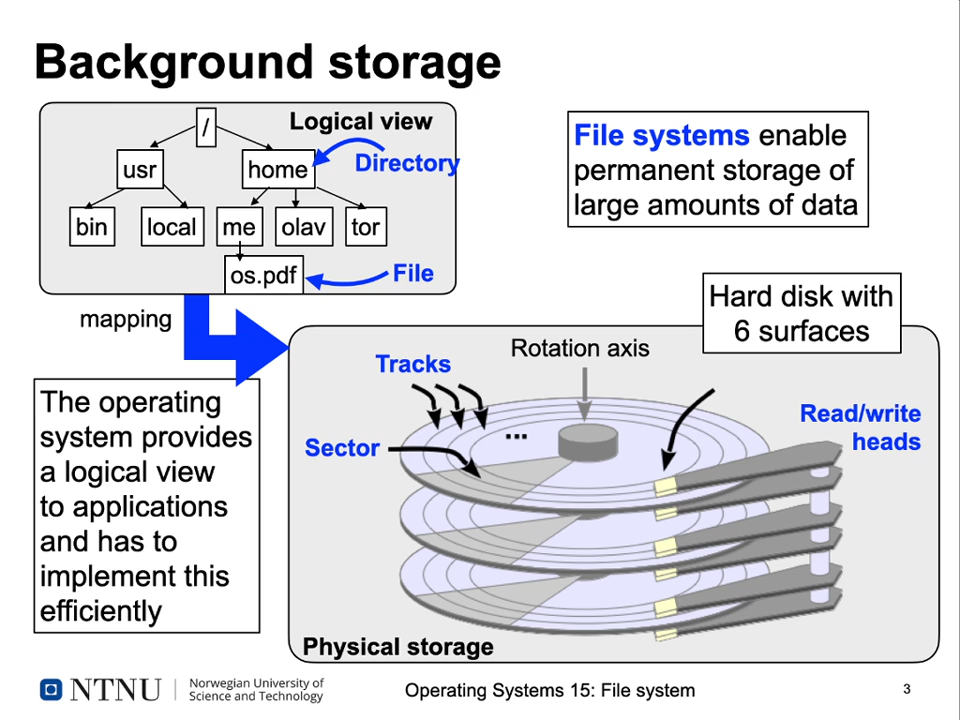 Background storage
/
Logical view
Directory
usr
home
bin
local
me
olav
tor
os.pdf
File
File systems enable
permanent storage of
large amounts of data
mapping
Hard disk with
6 surfaces
Rotation axis
Tracks
Read/write
heads
...
Sector
The operating
system provides
a logical view
to applications
and has to
implement this
efficiently
Physical storage
NTNU
Norwegian University of
Science and Technology
Operating Systems 15: File system
3